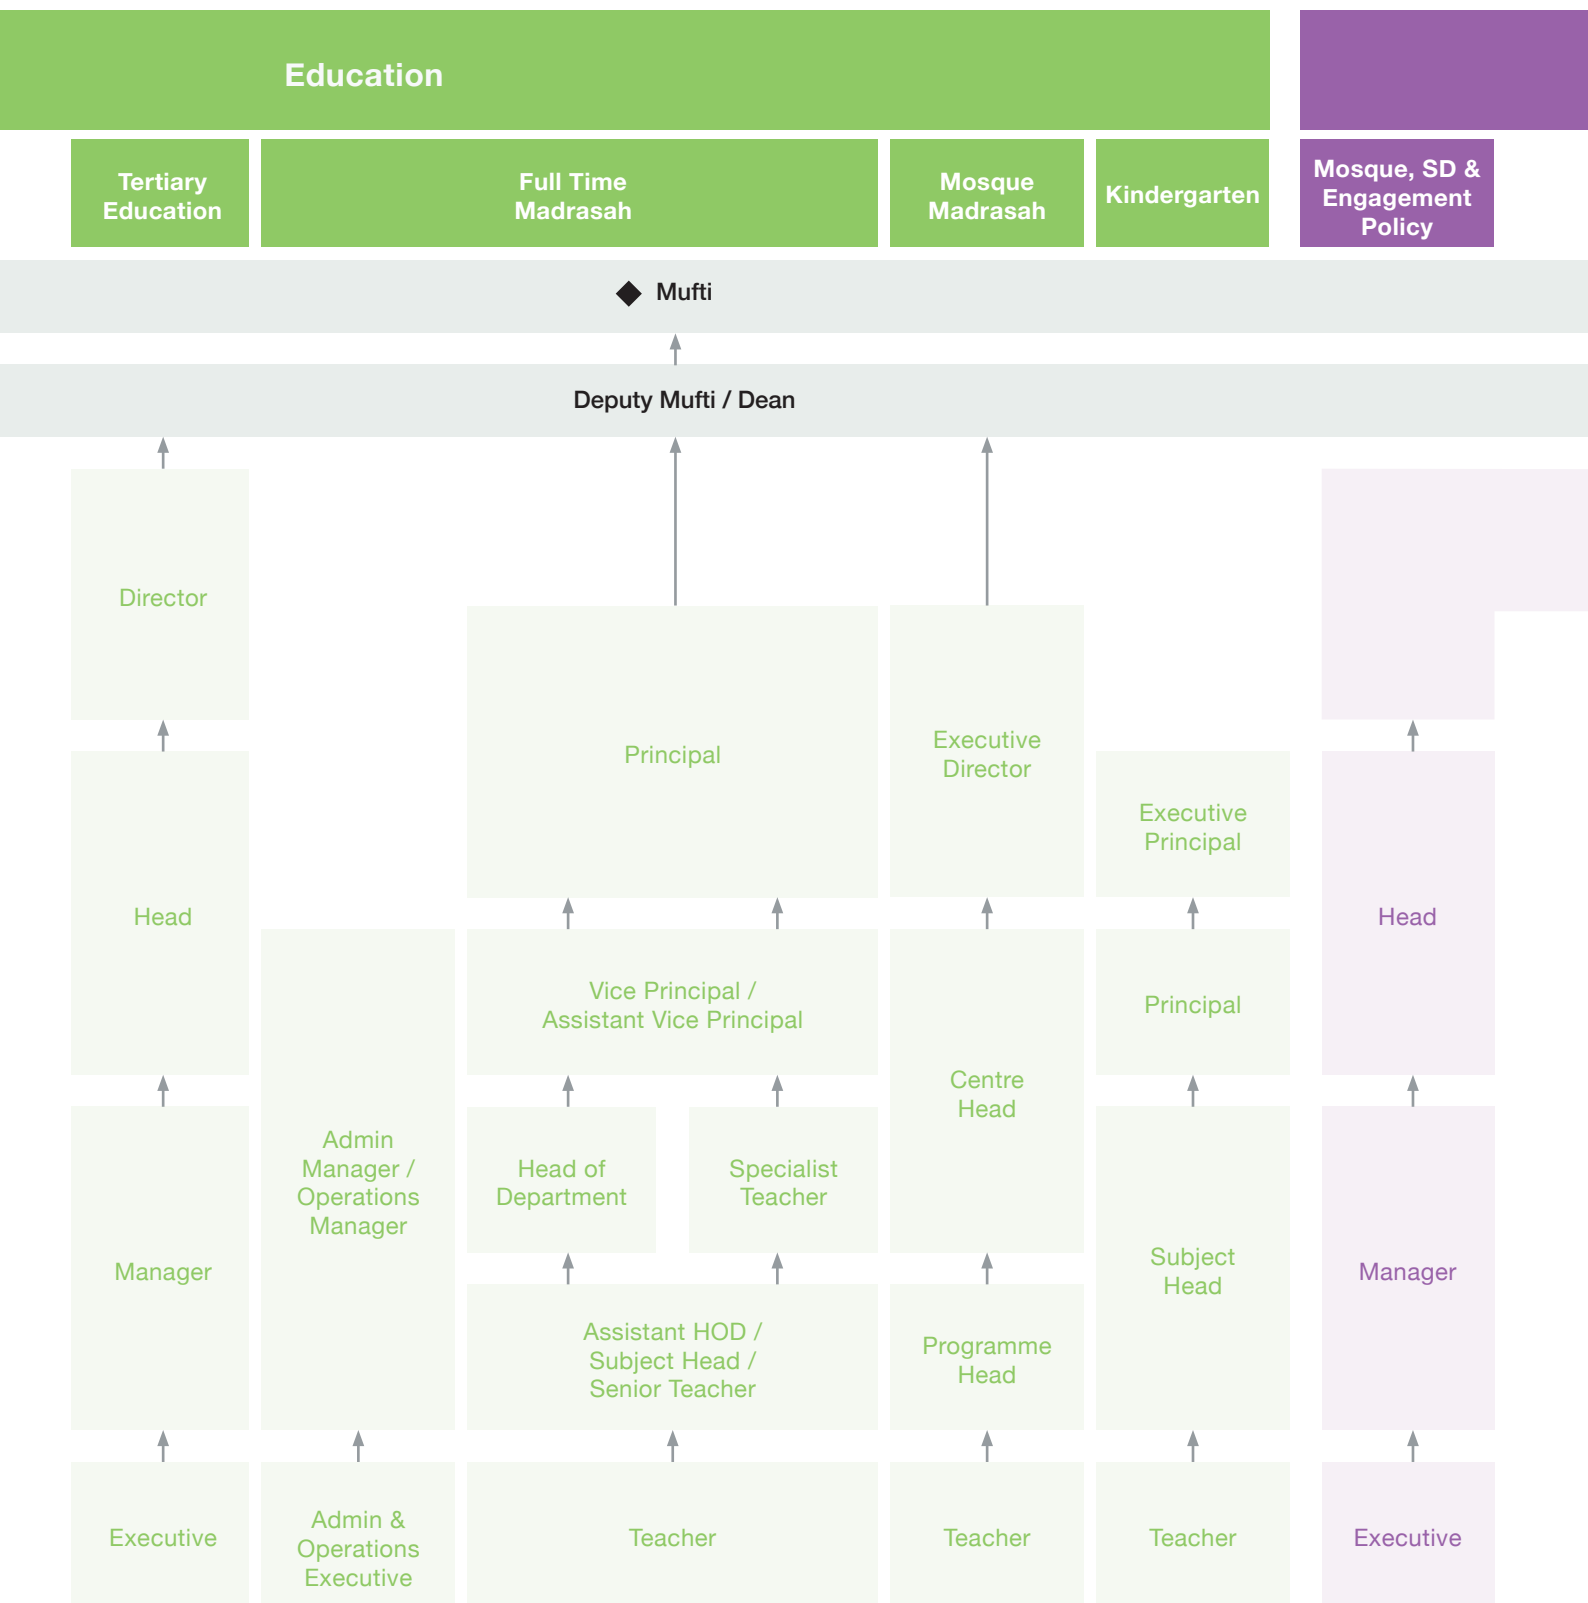 Education
Tertiary
Education
Full Time
Madrasah
Mosque
Madrasah
Kindergarten
Mosque, SD &
Engagement
Policy
Mufti
Deputy Mufti / Dean
Director
Head
Manager
Executive
Admin
Manager /
Operations
Manager
Admin &
Operations
Executive
Principal
Vice Principal /
Assistant Vice Principal
Head of
Department
Specialist
Teacher
Assistant HOD /
Subject Head /
Senior Teacher
Teacher
Executive
Director
Centre
Head
Programme
Head
Teacher
Executive
Principal
Principal
Subject
Head
Teacher
Head
Manager
Executive